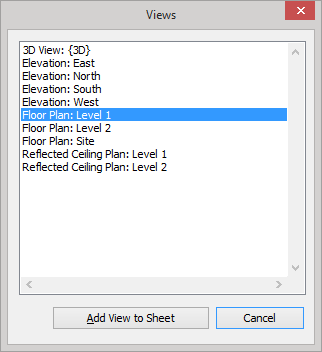 Views
3D View: {3D}
Elevation: East
Elevation: North
Elevation: South
Elevation: West
Floor Plan: Level 1
Floor Plan: Level 2
Floor Plan: Site
Reflected Ceiling Plan: Level 1
Reflected Ceiling Plan: Level 2
Add View to Sheet
Cancel